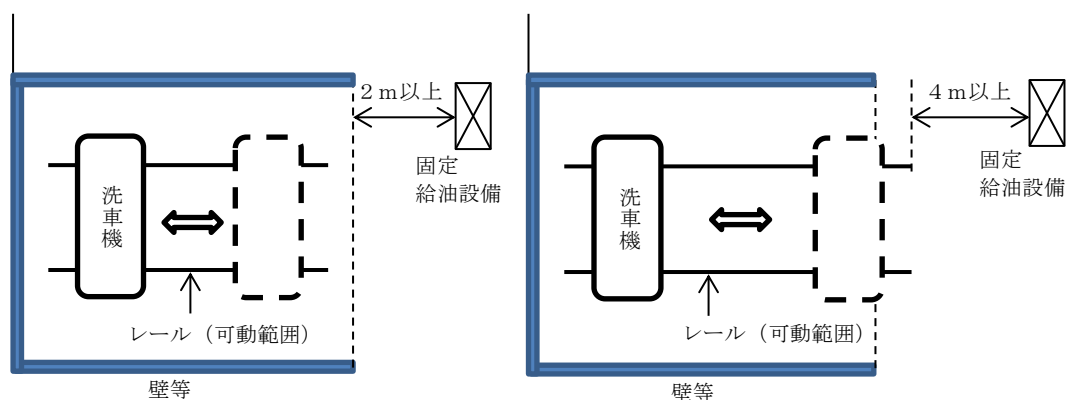 2m以上
固定
給油設備
洗車機
レール（可動範囲）
壁等
4m以上
固定
給油設備
洗車機
レール（可動範囲）
壁等